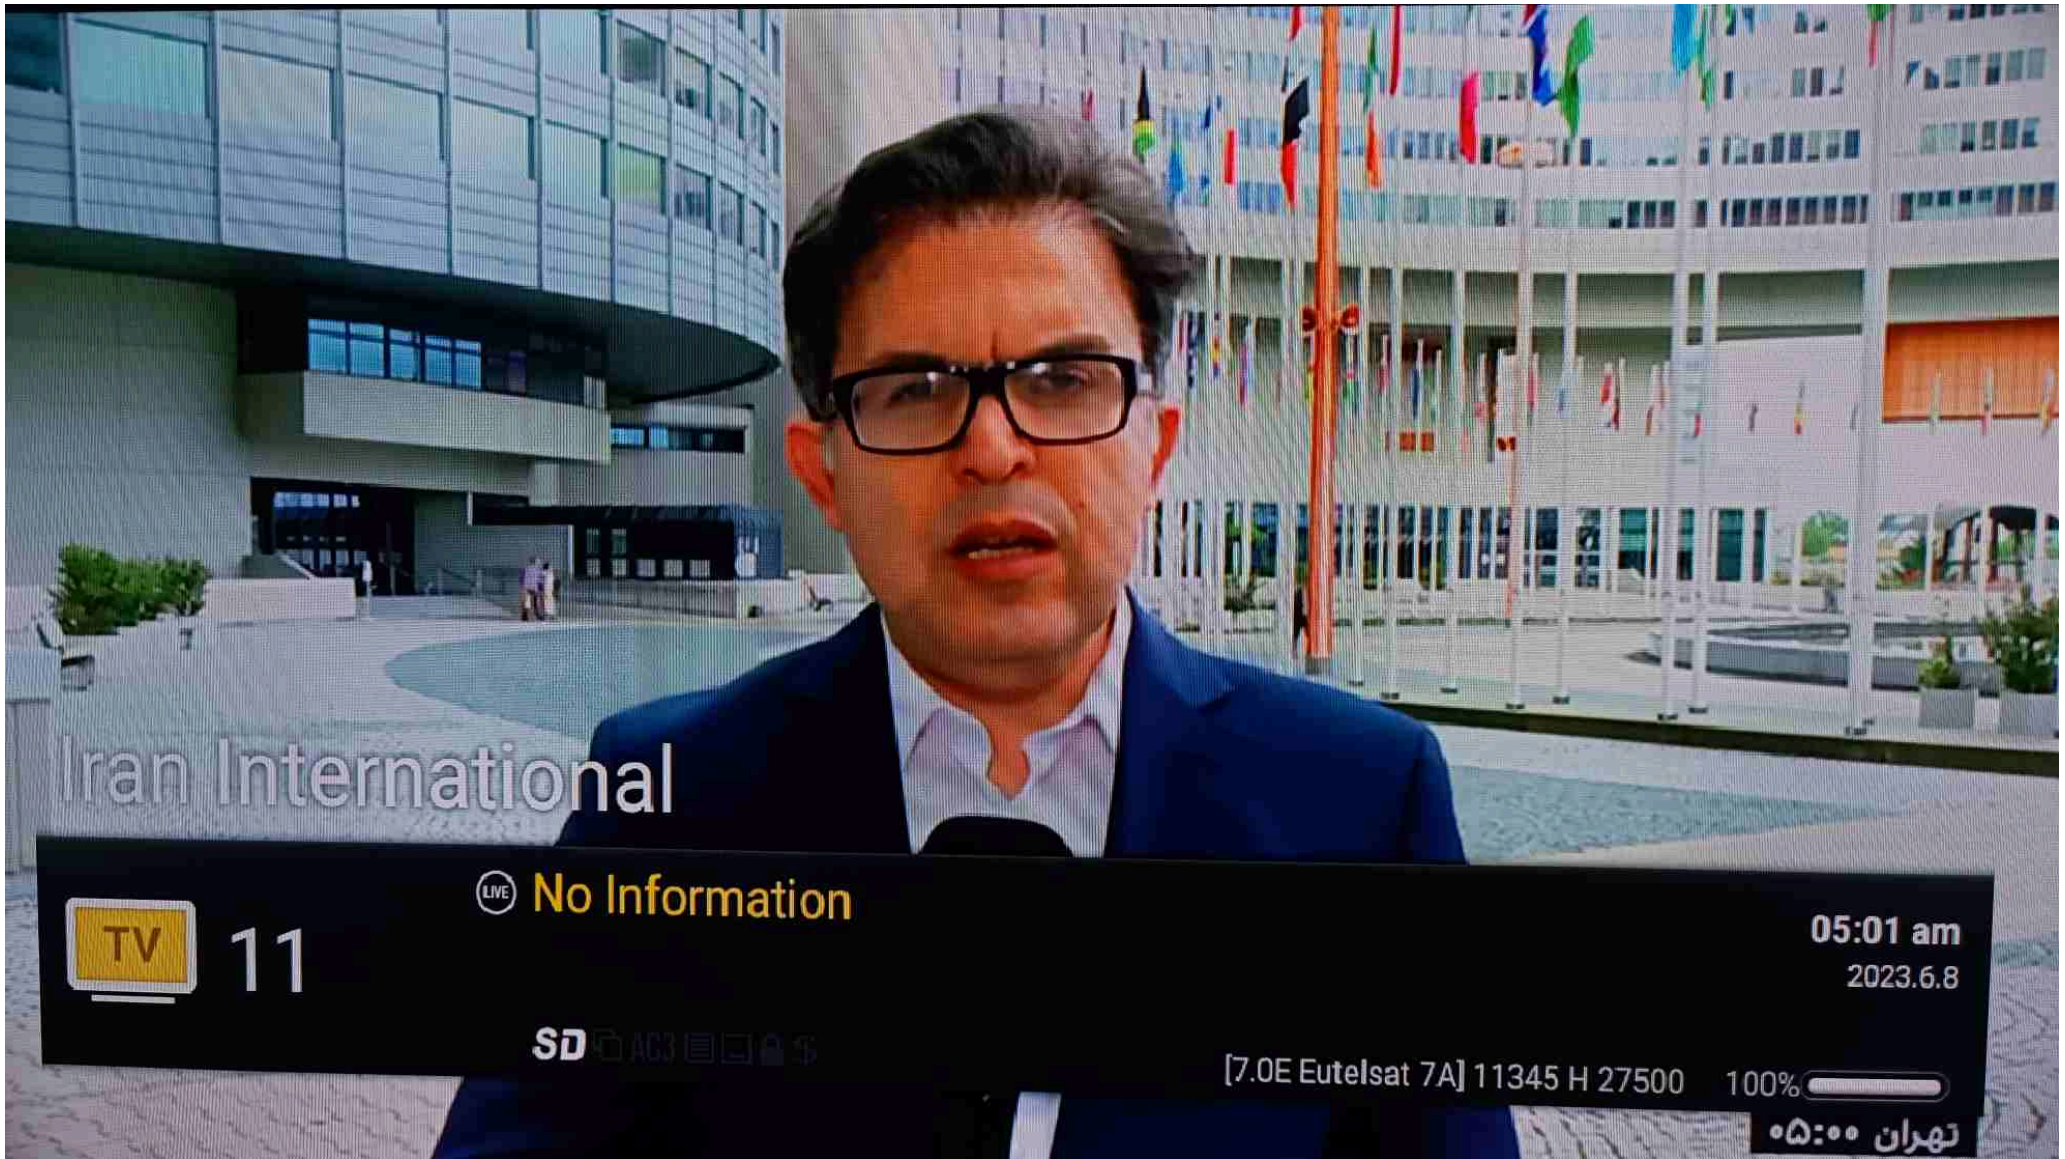 Iran International
LIVE No Information
TV 11
05:01 am
2023.6.8
SD AC3
[7.0E Eutelsat 7A] 11345 H 27500 100%
تهران ۰۵:۰۰